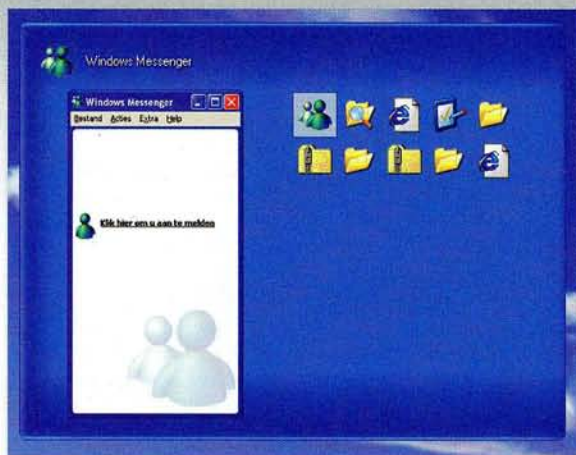 Windows Messenger
Windows Messenger
Bestand Acties Extra Help
Klik hier om u aan te melden